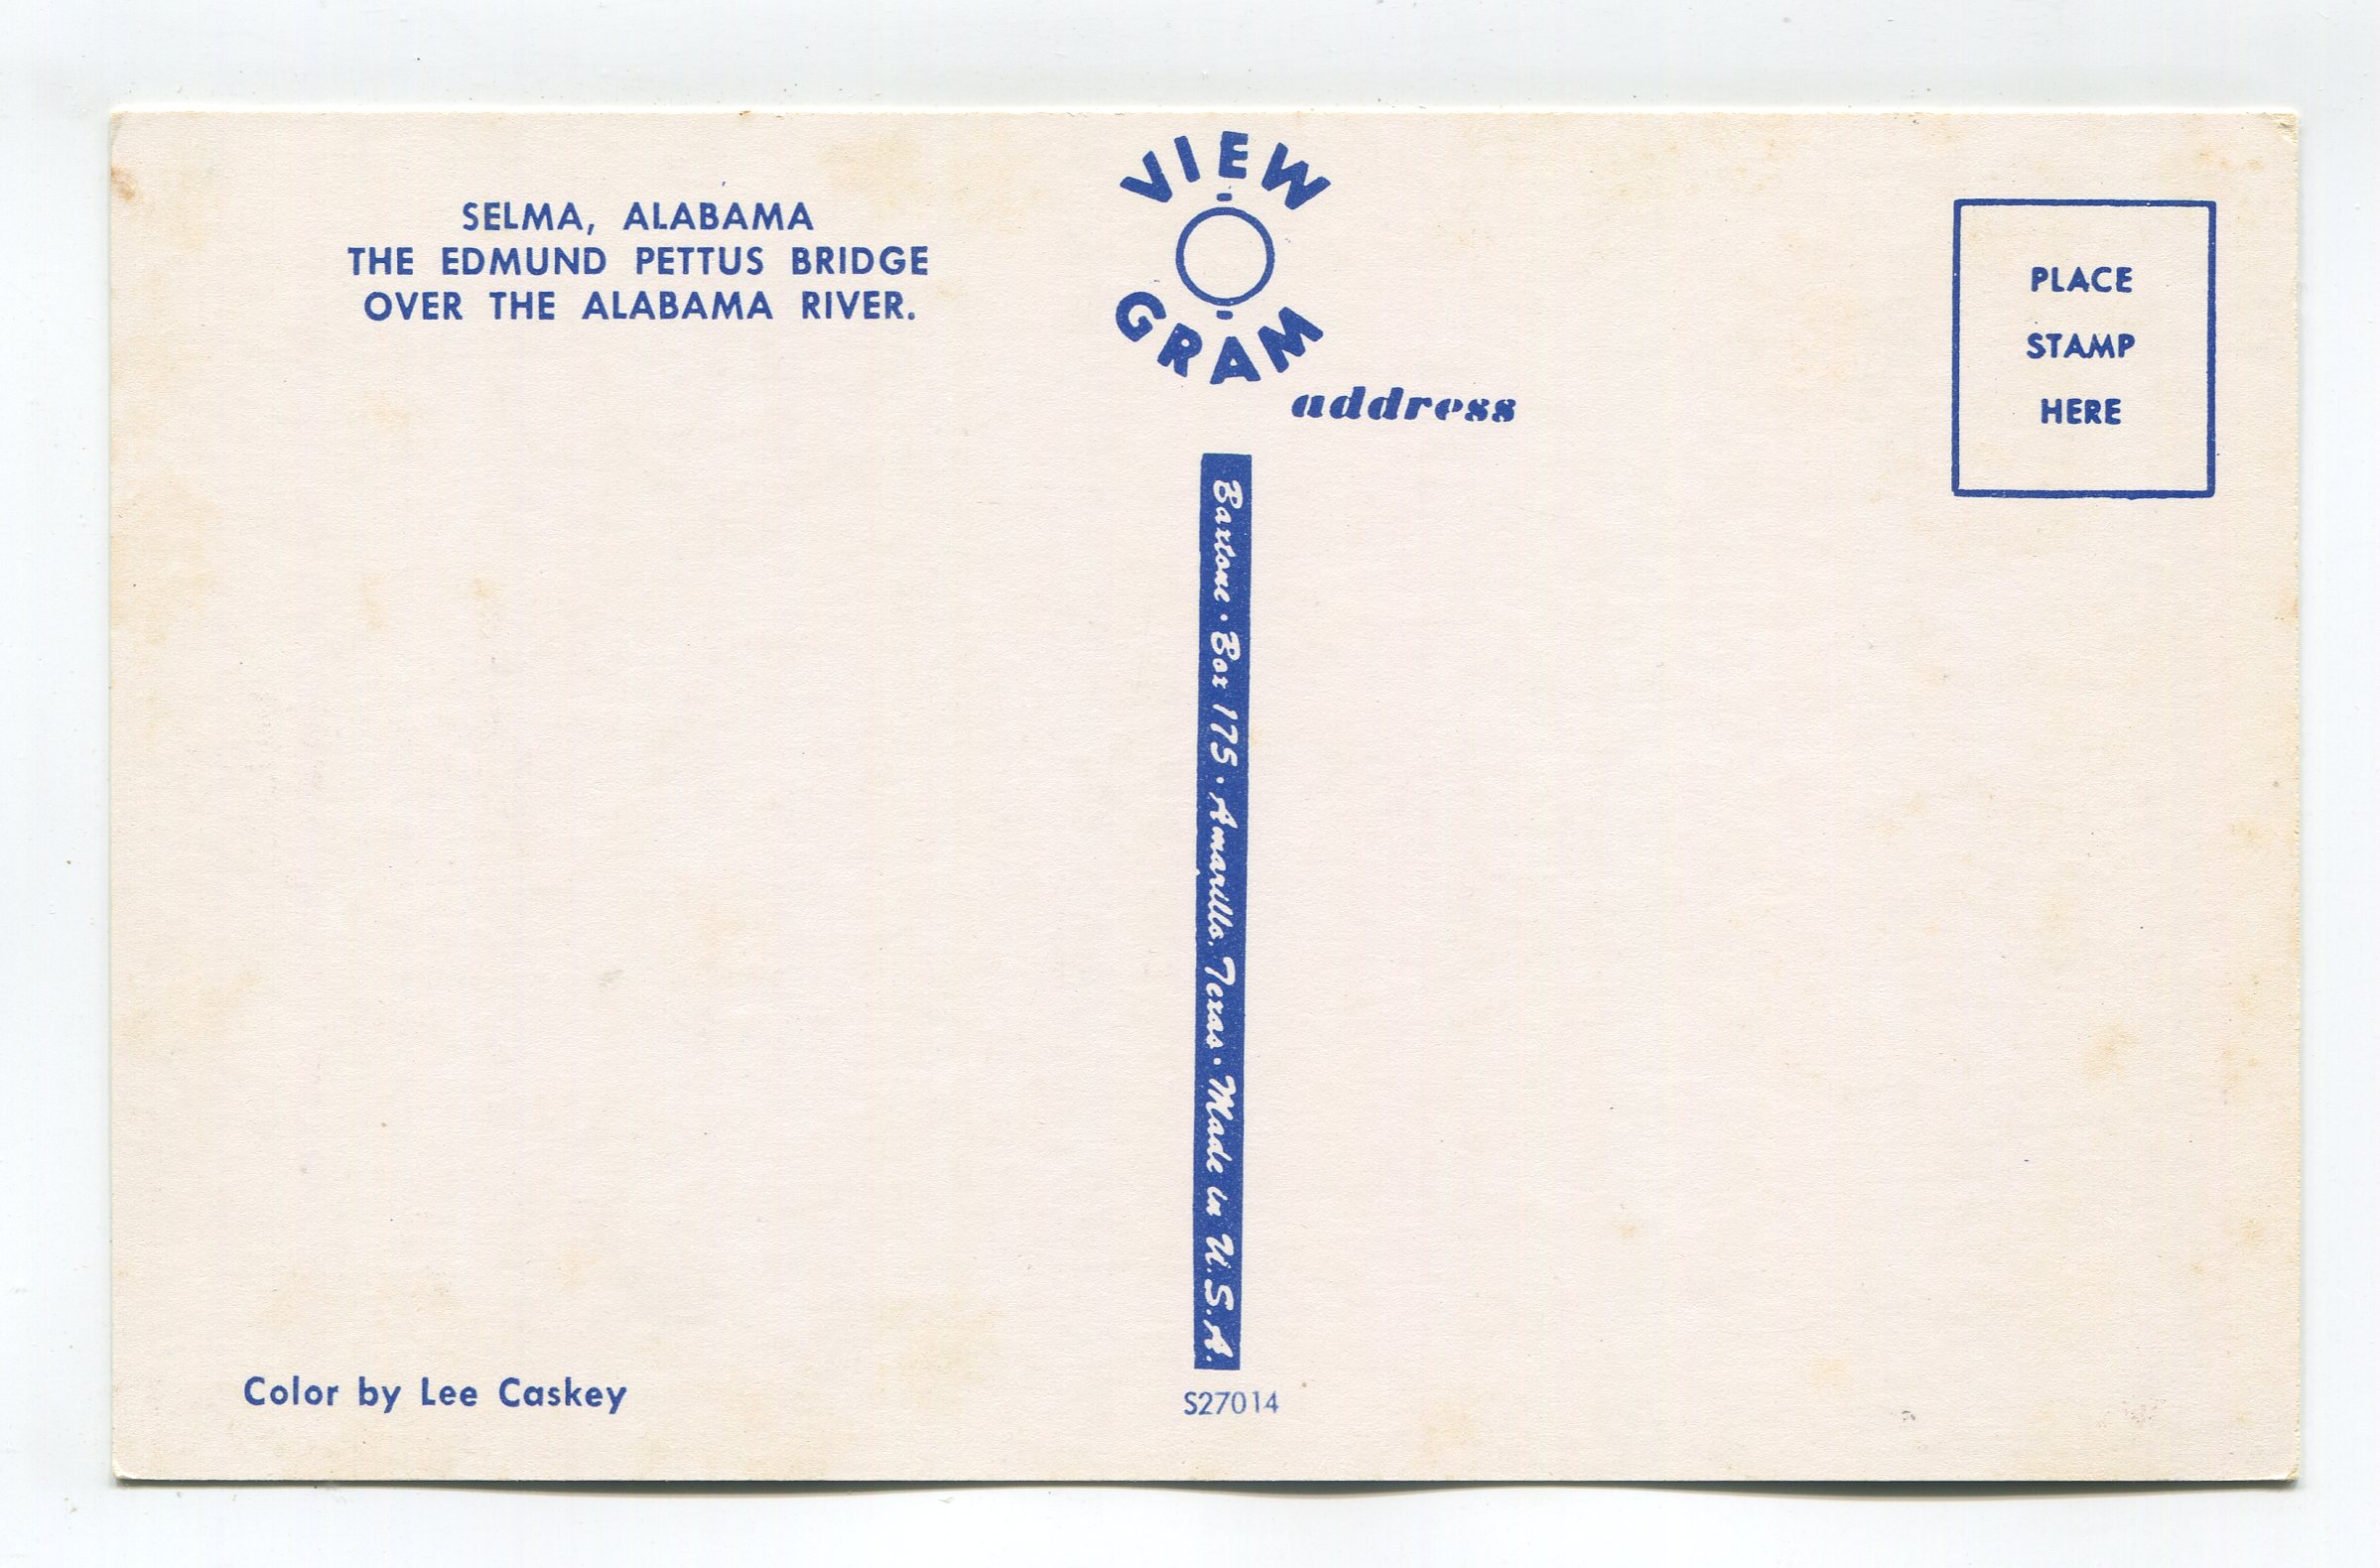 SELMA, ALABAMA
THE EDMUND PETTUS BRIDGE
OVER THE ALABAMA RIVER.
VIEW
GRAM
address
PLACE
STAMP
HERE
Baxtone · Box 175 · Amarillo, Texas · Made in U.S.A.
Color by Lee Caskey
S27014